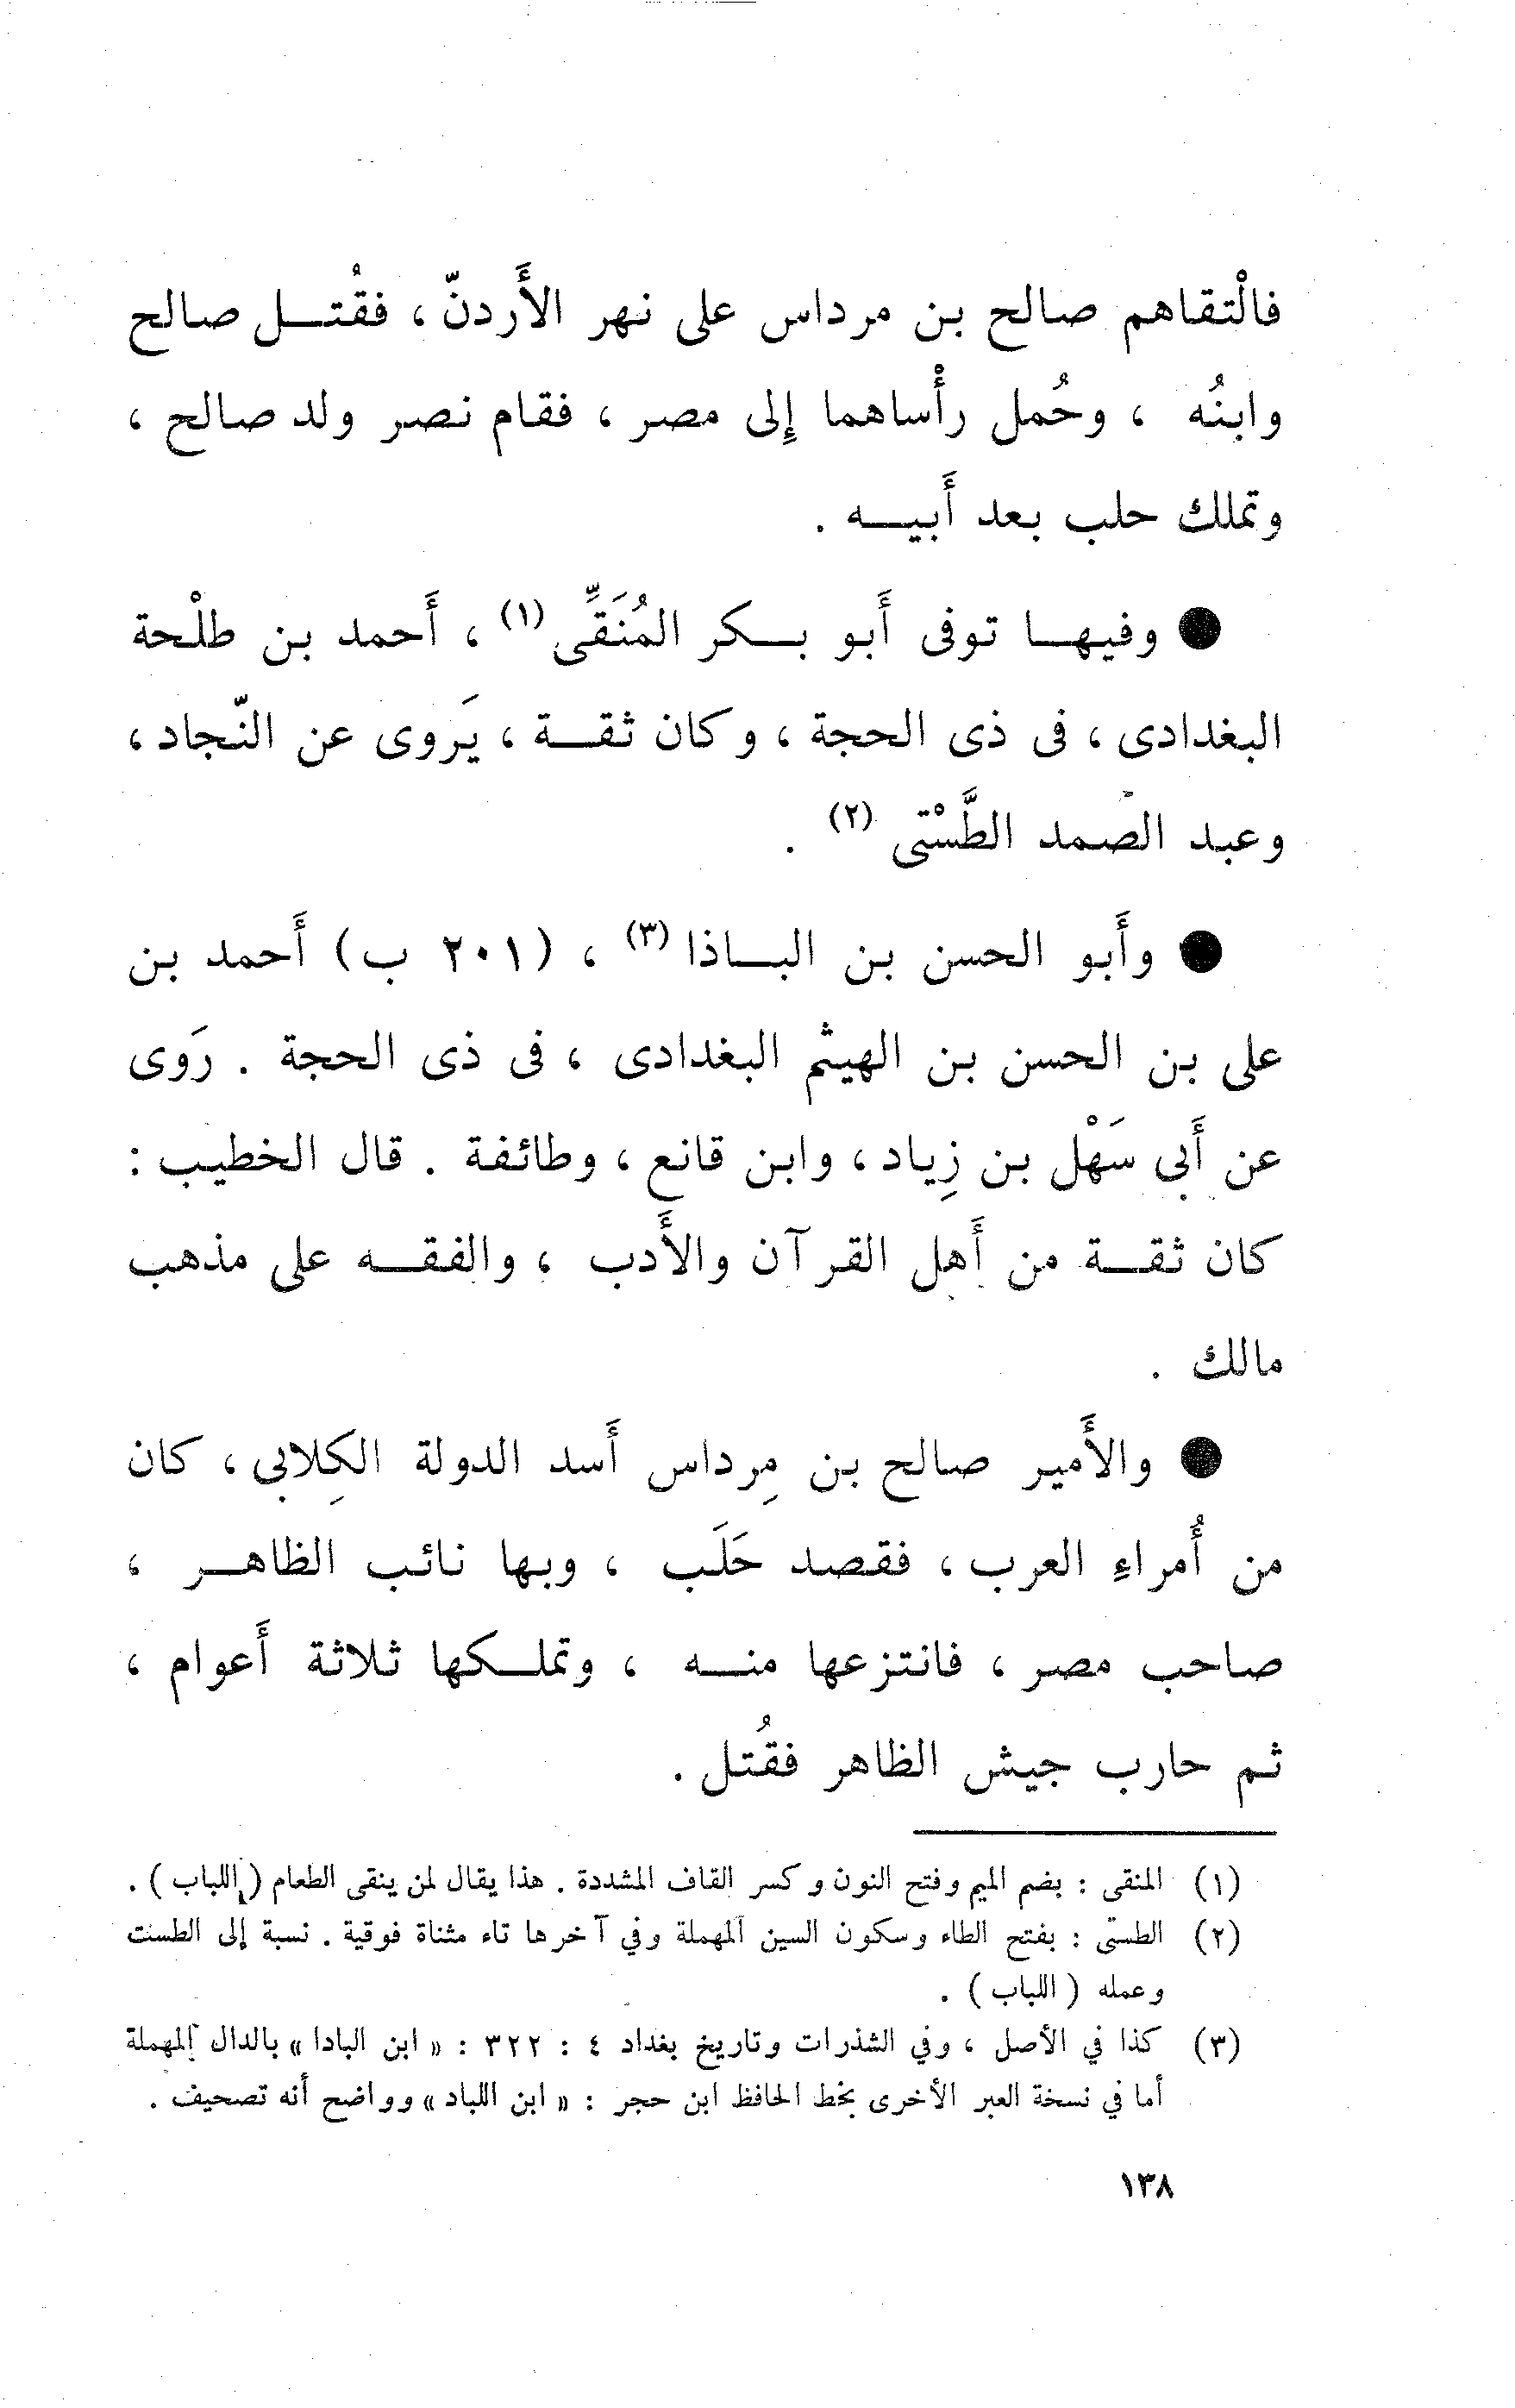 فالْتقاهم صالح بن مرداس على نهر الأَردنّ ، فقُتل صالح
وابنُه ، وحُمل رأْساهما إِلى مصر ، فقام نصر ولد صالح ،
وتملك حلب بعد أَبيه .
● وفيها توفى أَبو بكر المُنَقِّى (١) ، أَحمد بن طلْحة
البغدادى ، فى ذى الحجة ، وكان ثقة ، يَروى عن النّجاد ،
وعبد الصمد الطَّسْتى (٢) .
● وأَبو الحسن بن الباذا (٣) ، (٢٠١ ب) أَحمد بن
على بن الحسن بن الهيثم البغدادى ، فى ذى الحجة . رَوى
عن أَبى سَهْل بن زِياد ، وابن قانع ، وطائفة . قال الخطيب :
كان ثقة من أَهل القرآن والأَدب ، والفقه على مذهب
مالك .
● والأَمير صالح بن مِرداس أَسد الدولة الكِلابى ، كان
من أُمراءِ العرب ، فقصد حَلَب ، وبها نائب الظاهر ،
صاحب مصر ، فانتزعها منه ، وتملكها ثلاثة أَعوام ،
ثم حارب جيش الظاهر فقُتل .
(١) المنقى : بضم الميم وفتح النون وكسر القاف المشددة . هذا يقال لمن ينقى الطعام ( اللباب ) .
(٢) الطستى : بفتح الطاء وسكون السين المهملة وفي آخرها تاء مثناة فوقية . نسبة إلى الطست
وعمله ( اللباب ) .
(٣) كذا في الأصل ، وفي الشذرات وتاريخ بغداد ٤ : ٣٢٢ : « ابن البادا » بالدال المهملة
أما في نسخة العبر الأخرى بخط الحافظ ابن حجر : « ابن اللباد » وواضح أنه تصحيف .
١٣٨